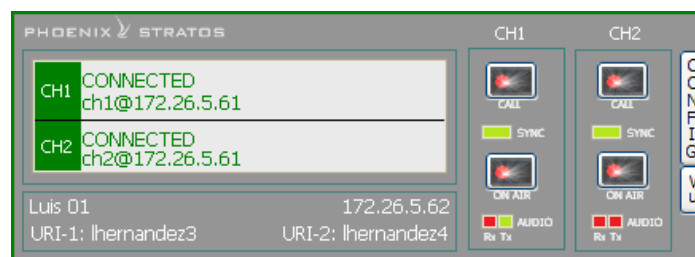 PHOENIX STRATOS
CH1 CONNECTED
ch1@172.26.5.61
CH2 CONNECTED
ch2@172.26.5.61
Luis 01 172.26.5.62
URI-1: lhernandez3 URI-2: lhernandez4
CH1 CH2
CALL CALL
SYNC SYNC
ON AIR ON AIR
AUDIO AUDIO
Rx Tx Rx Tx